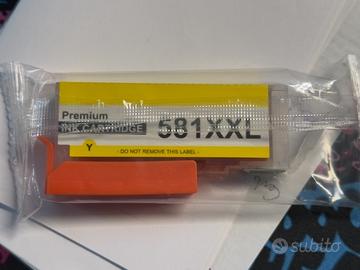 Premium
INK CARTRIDGE
581XXL
Y
- DO NOT REMOVE THIS LABEL -
subito